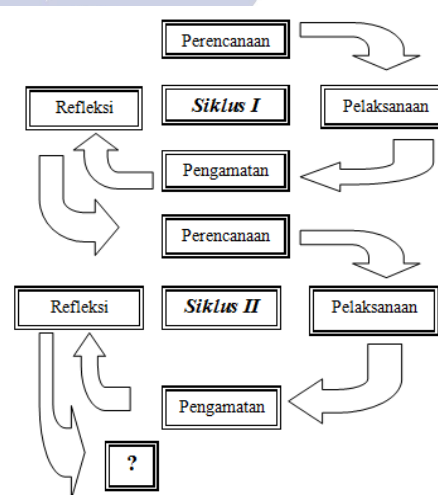 Perencanaan
Refleksi
Siklus I
Pelaksanaan
Pengamatan
Perencanaan
Refleksi
Siklus II
Pelaksanaan
Pengamatan
?